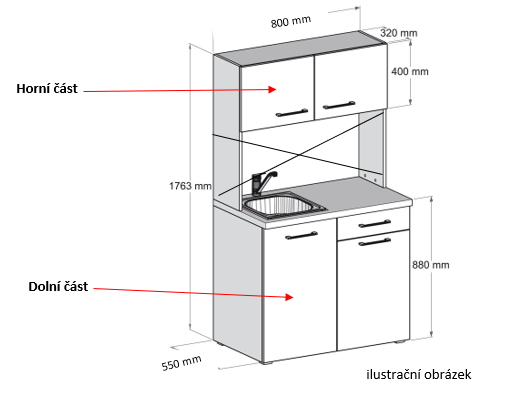 800 mm
320 mm
400 mm
Horní část
1763 mm
880 mm
Dolní část
550 mm
ilustrační obrázek